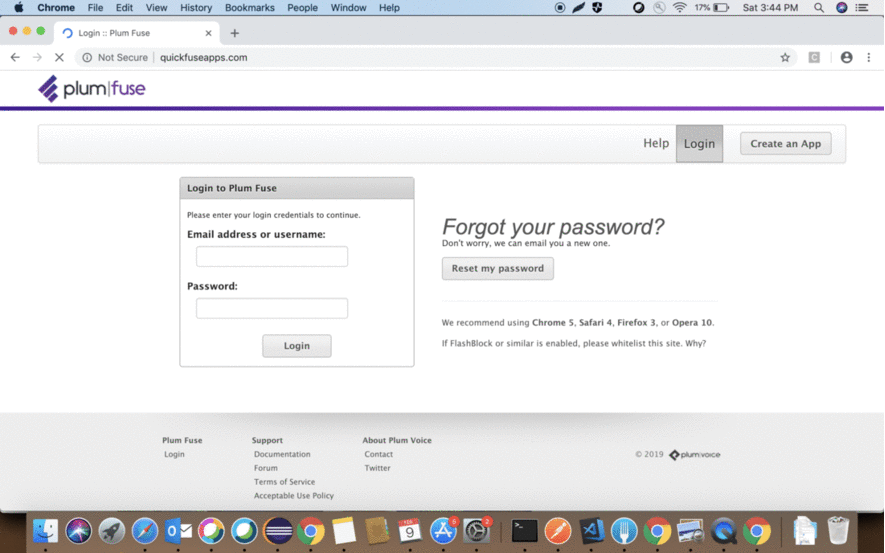 Chrome File Edit View History Bookmarks People Window Help 17% Sat 3:44 PM
Login :: Plum Fuse
Not Secure | quickfuseapps.com
plum|fuse
Help Login Create an App
Login to Plum Fuse
Please enter your login credentials to continue.
Email address or username:
Password:
Login
Forgot your password?
Don't worry, we can email you a new one.
Reset my password
We recommend using Chrome 5, Safari 4, Firefox 3, or Opera 10.
If FlashBlock or similar is enabled, please whitelist this site. Why?
Plum Fuse
Login
Support
Documentation
Forum
Terms of Service
Acceptable Use Policy
About Plum Voice
Contact
Twitter
© 2019 plumvoice
9